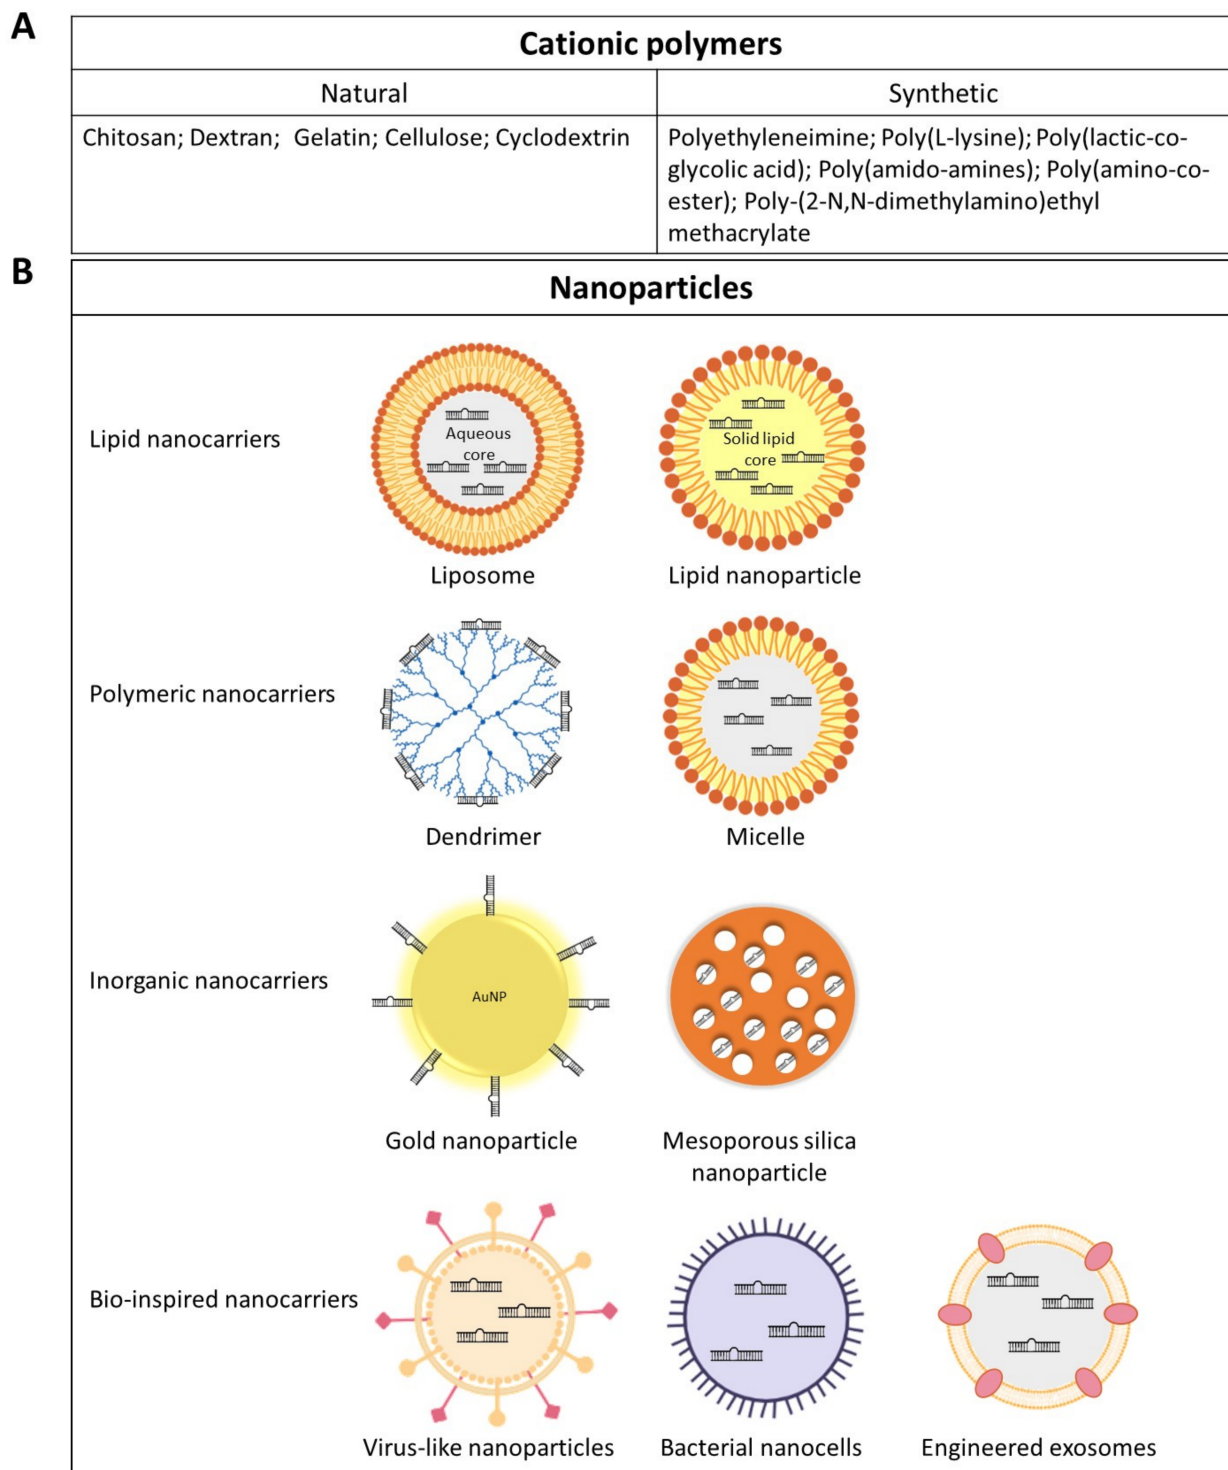 A
Cationic polymers
Natural
Synthetic
Chitosan; Dextran; Gelatin; Cellulose; Cyclodextrin
Polyethyleneimine; Poly(L-lysine); Poly(lactic-co-
glycolic acid); Poly(amido-amines); Poly(amino-co-
ester); Poly-(2-N,N-dimethylamino)ethyl
methacrylate
B
Nanoparticles
Lipid nanocarriers
Aqueous
core
Solid lipid
core
Liposome
Lipid nanoparticle
Polymeric nanocarriers
Dendrimer
Micelle
Inorganic nanocarriers
AuNP
Gold nanoparticle
Mesoporous silica
nanoparticle
Bio-inspired nanocarriers
Virus-like nanoparticles
Bacterial nanocells
Engineered exosomes